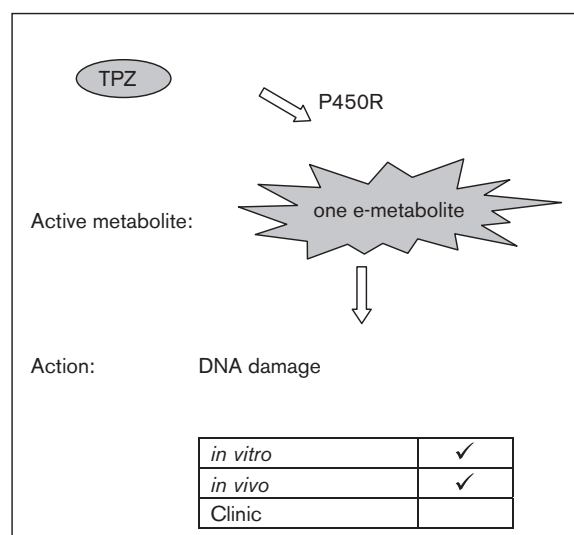 TPZ
P450R
Active metabolite: one e-metabolite
Action: DNA damage
in vitro ✓
in vivo ✓
Clinic